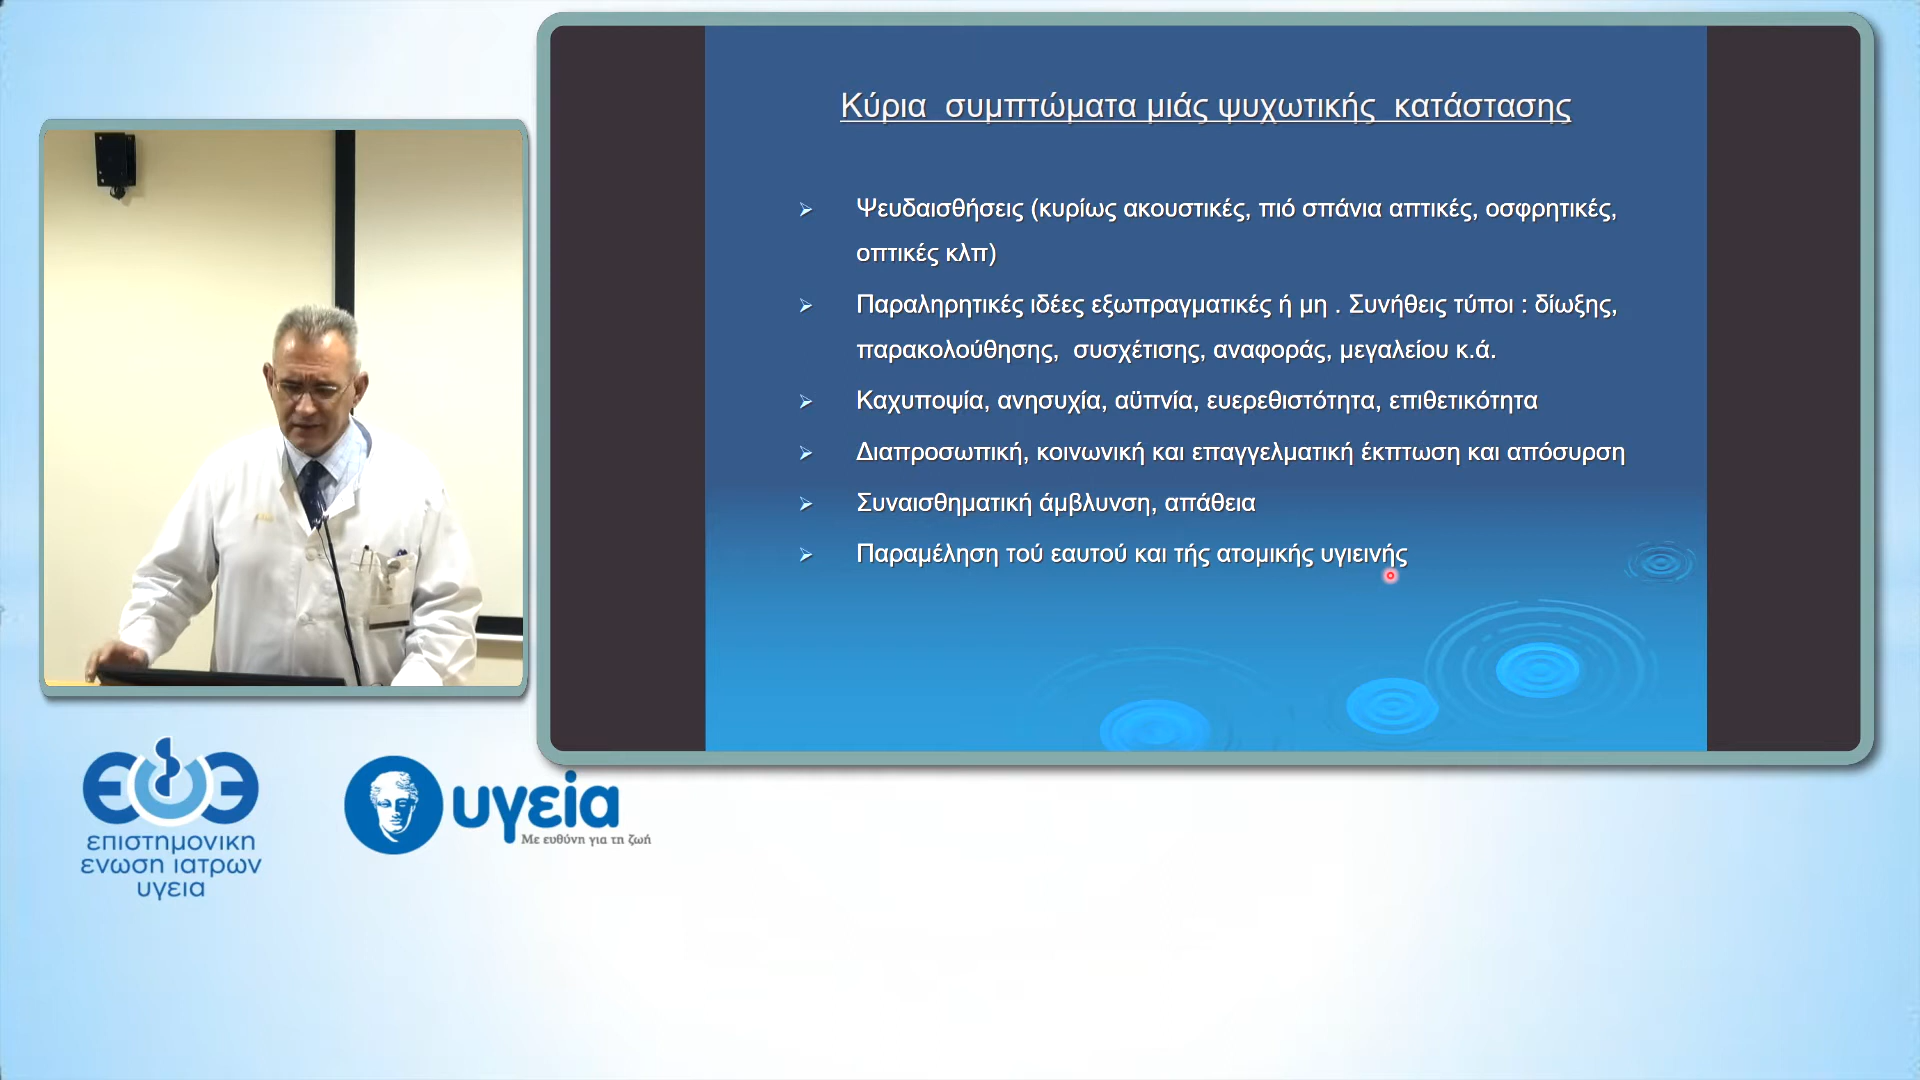 Κύρια συμπτώματα μιάς ψυχωτικής κατάστασης
Ψευδαισθήσεις (κυρίως ακουστικές, πιό σπάνια απτικές, οσφρητικές,
οπτικές κλπ)
Παραληρητικές ιδέες εξωπραγματικές ή μη . Συνήθεις τύποι : δίωξης,
παρακολούθησης, συσχέτισης, αναφοράς, μεγαλείου κ.ά.
Καχυποψία, ανησυχία, αϋπνία, ευερεθιστότητα, επιθετικότητα
Διαπροσωπική, κοινωνική και επαγγελματική έκπτωση και απόσυρση
Συναισθηματική άμβλυνση, απάθεια
Παραμέληση τού εαυτού και τής ατομικής υγιεινής
επιστημονικη
ενωση ιατρων
υγεια
υγεία
Με ευθύνη για τη ζωή